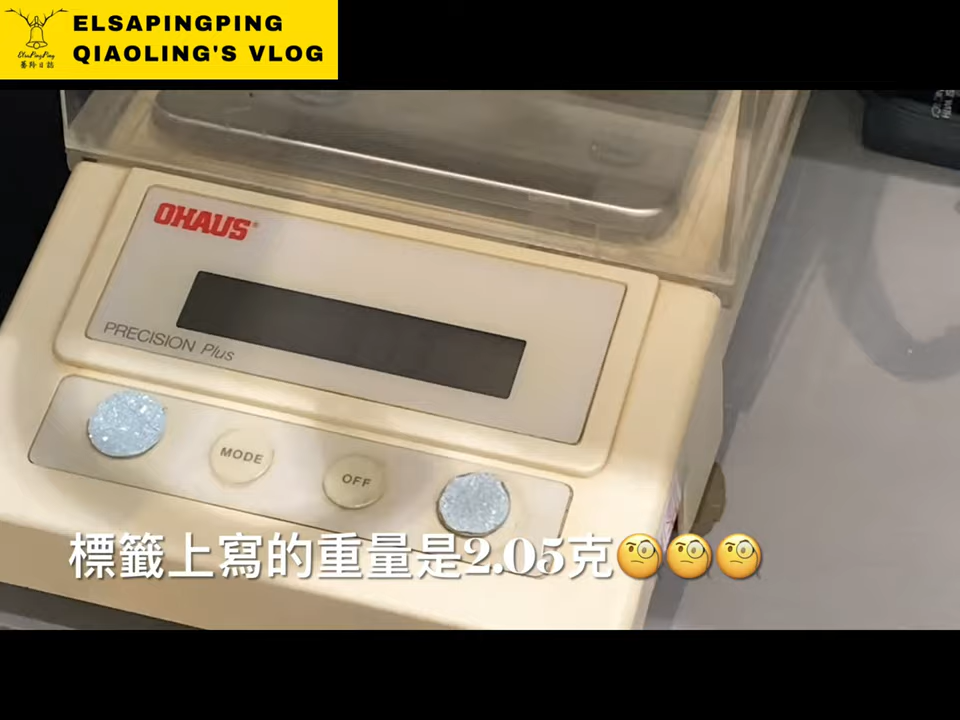 ELSAPINGPING
QIAOLING'S VLOG
ElsaPingPing
OHAUS®
PRECISION Plus
MODE
OFF
標籤上寫的重量是2.05克🧐🧐🧐